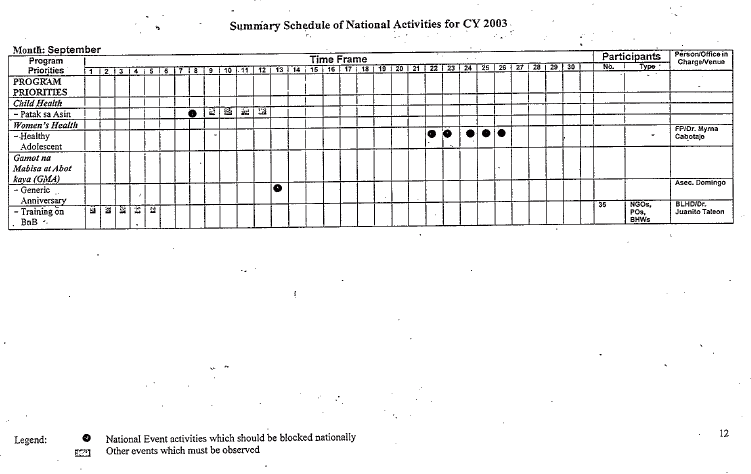 Summary Schedule of National Activities for CY 2003
Month: September
Program Priorities Time Frame Participants Person/Office in Charge/Venue
1 2 3 4 5 6 7 8 9 10 11 12 13 14 15 16 17 18 19 20 21 22 23 24 25 26 27 28 29 30 No. Type
PROGRAM
PRIORITIES
Child Health
- Patak sa Asin
Women's Health
- Healthy FP/Dr. Myrna
Adolescent Cabotaje
Gamot na
Mabisa at Abot
kaya (GMA)
- Generic Asec. Domingo
Anniversary
- Training on 35 NGOs, BLHD/Dr.
BnB POs, Juanito Taleon
BHWs
Legend: National Event activities which should be blocked nationally
Other events which must be observed
12